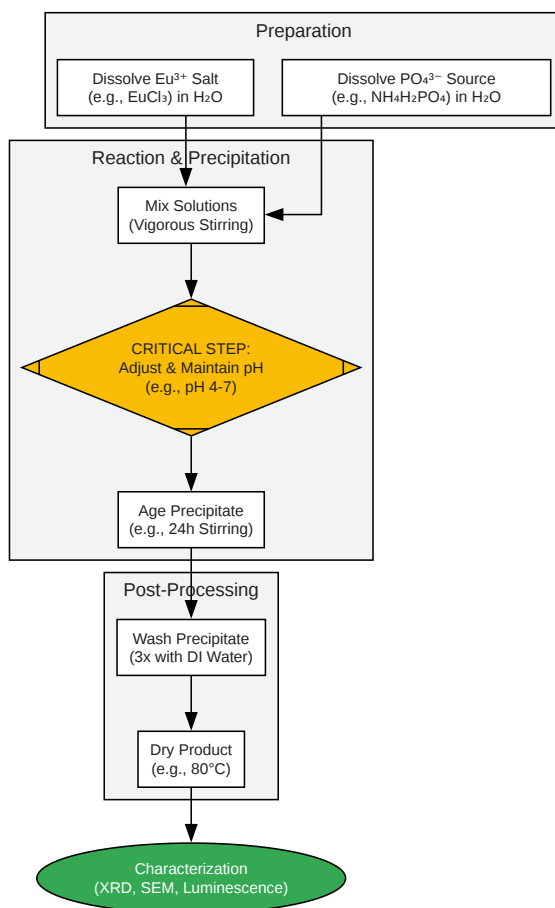 Preparation
Dissolve Eu³⁺ Salt
(e.g., EuCl₃) in H₂O
Dissolve PO₄³⁻ Source
(e.g., NH₄H₂PO₄) in H₂O
Reaction & Precipitation
Mix Solutions
(Vigorous Stirring)
CRITICAL STEP:
Adjust & Maintain pH
(e.g., pH 4-7)
Age Precipitate
(e.g., 24h Stirring)
Post-Processing
Wash Precipitate
(3x with DI Water)
Dry Product
(e.g., 80°C)
Characterization
(XRD, SEM, Luminescence)